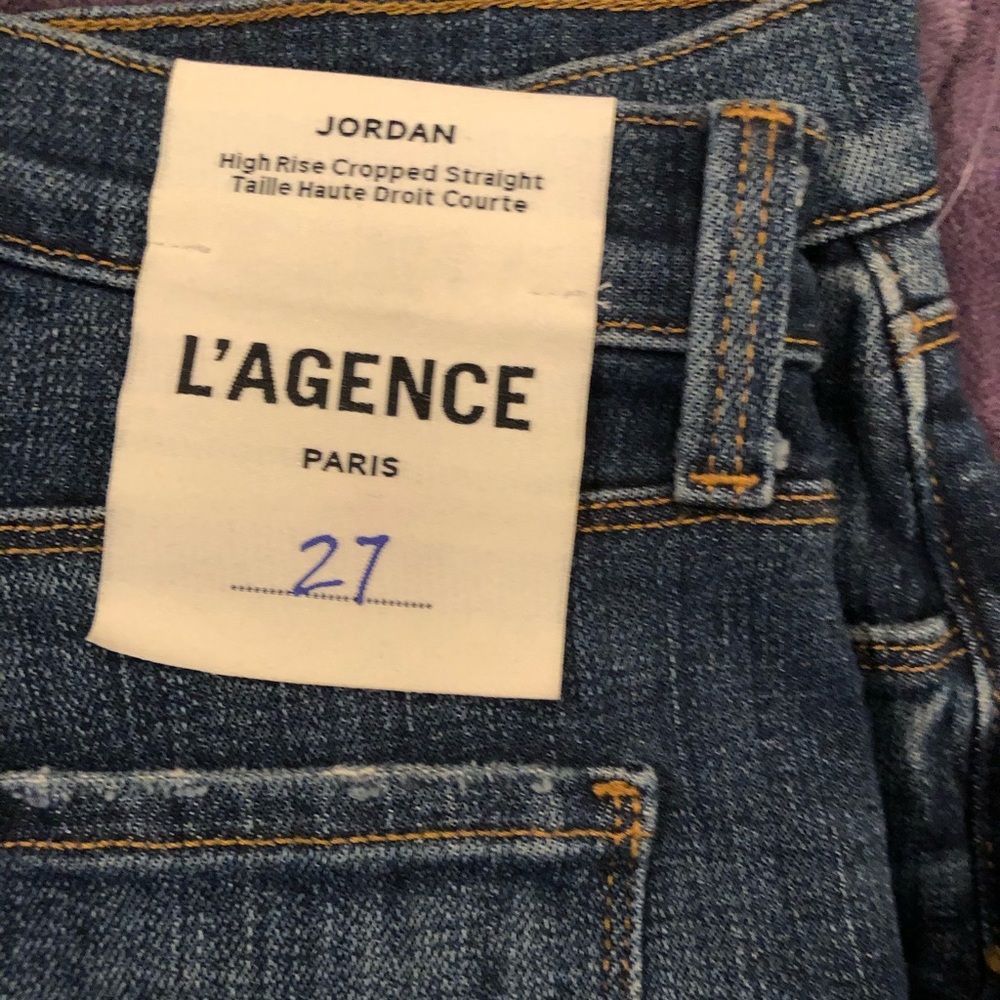 JORDAN
High Rise Cropped Straight
Taille Haute Droit Courte
L'AGENCE
PARIS
27